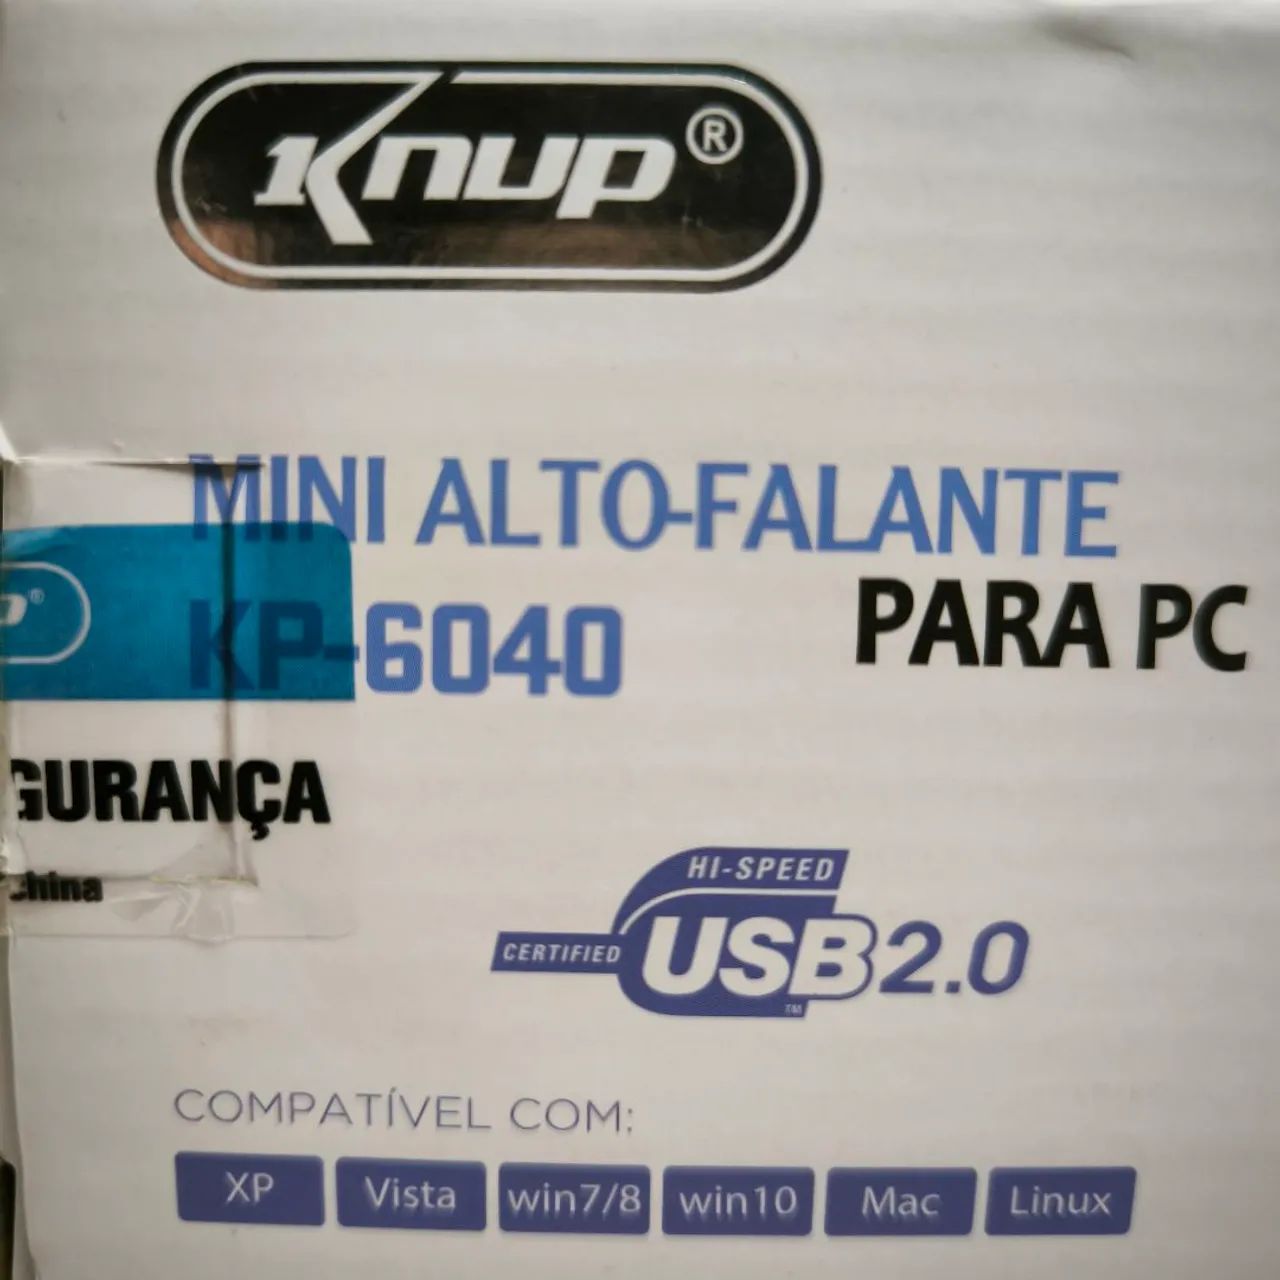 Knup®
MINI ALTO-FALANTE
PARA PC
KP-6040
GURANÇA
china
HI-SPEED
CERTIFIED USB 2.0
TM
COMPATÍVEL COM:
XP Vista win7/8 win10 Mac Linux